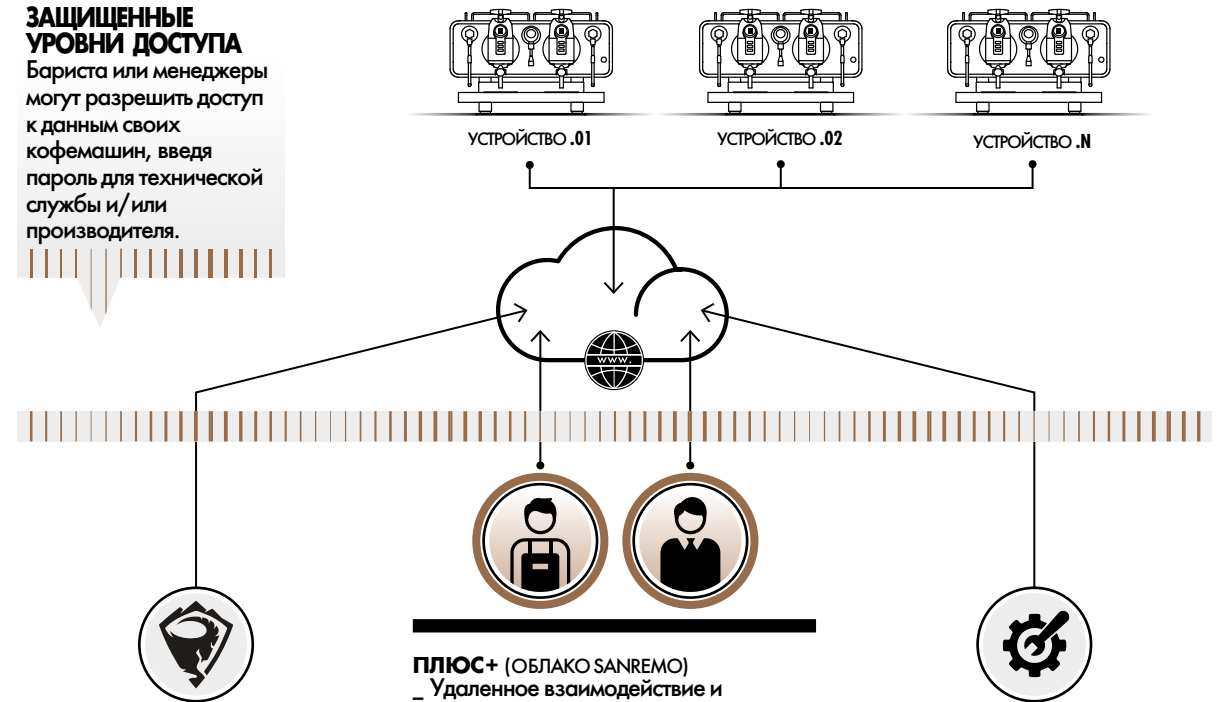 ЗАЩИЩЕННЫЕ
УРОВНИ ДОСТУПА
Бариста или менеджеры
могут разрешить доступ
к данным своих
кофемашин, введя
пароль для технической
службы и/или
производителя.
УСТРОЙСТВО .01
УСТРОЙСТВО .02
УСТРОЙСТВО .N
www.
ПЛЮС+ (ОБЛАКО SANREMO)
_ Удаленное взаимодействие и